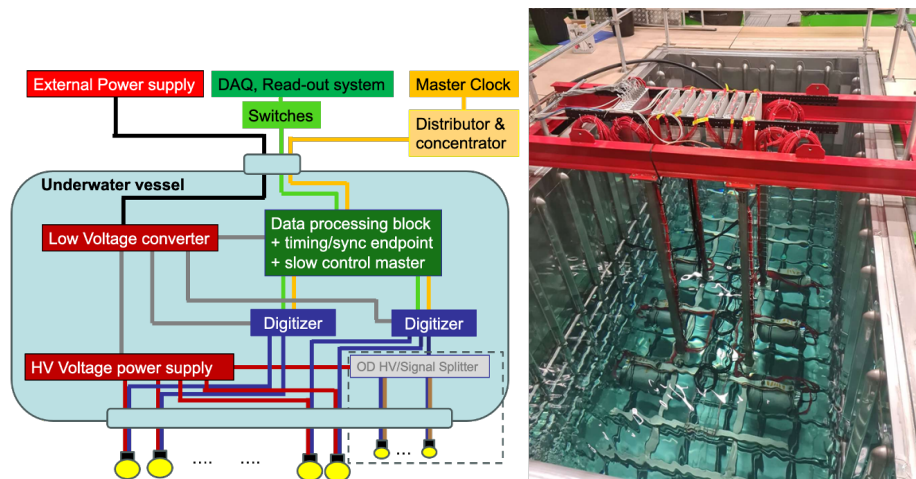 External Power supply
DAQ, Read-out system
Master Clock
Switches
Distributor &
concentrator
Underwater vessel
Low Voltage converter
Data processing block
+ timing/sync endpoint
+ slow control master
Digitizer
Digitizer
HV Voltage power supply
OD HV/Signal Splitter
....
....
...